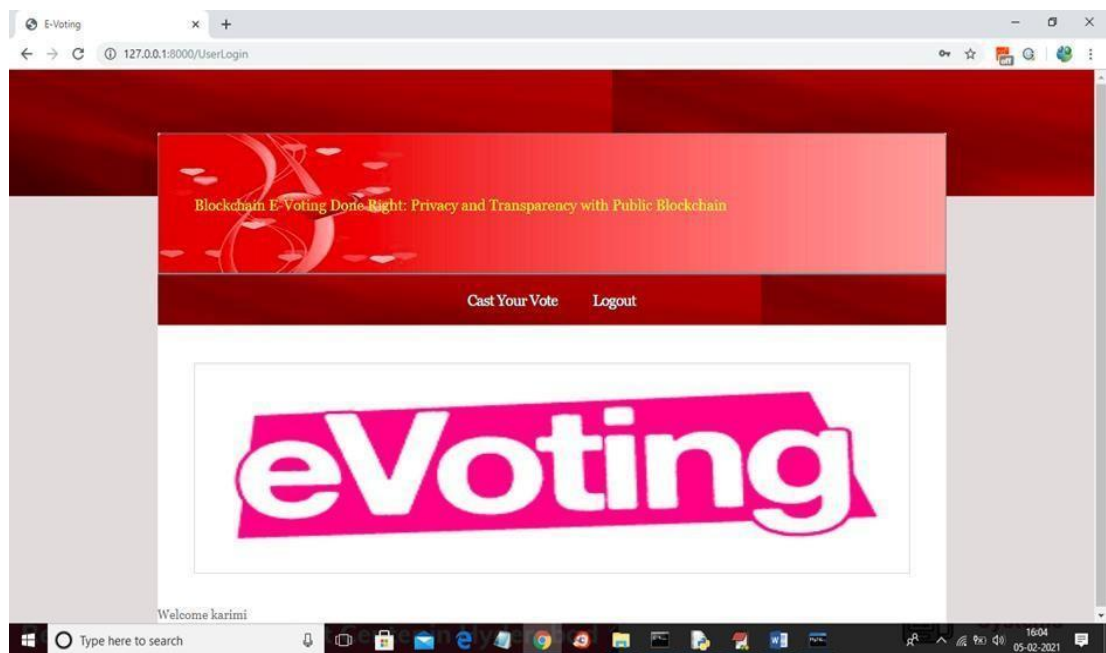 E-Voting
127.0.0.1:8000/UserLogin
off
Blockchain E-Voting Done Right: Privacy and Transparency with Public Blockchain
Cast Your Vote Logout
eVoting
Welcome karimi
Type here to search
16:04
05-02-2021